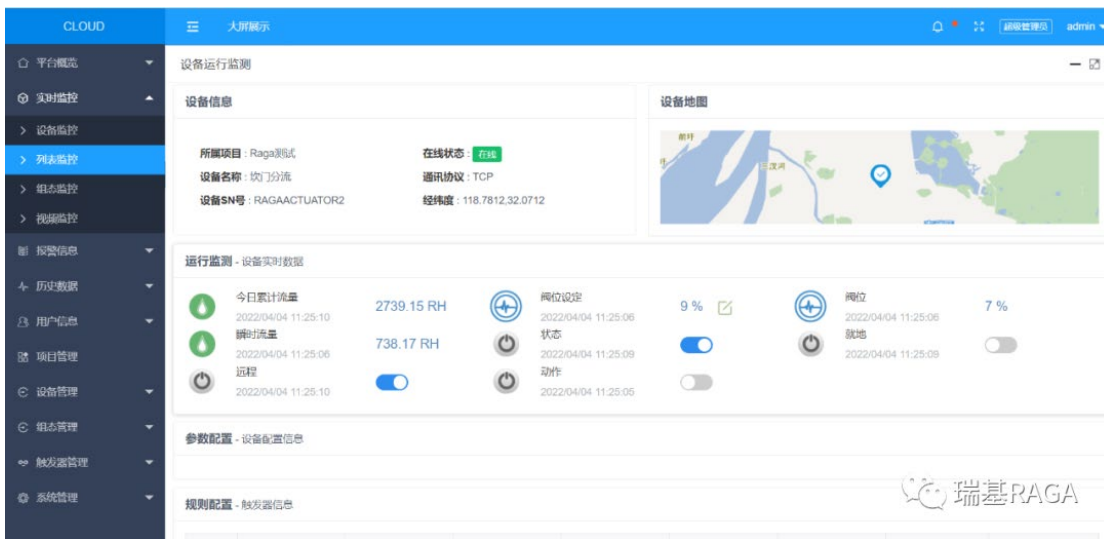 CLOUD
大屏展示
超级管理员 admin
平台概览
实时监控
设备监控
列表监控
组态监控
视频监控
报警信息
历史数据
用户信息
项目管理
设备管理
组态管理
触发器管理
系统管理
设备运行监测
设备信息
所属项目 : Raga测试
在线状态 : 在线
设备名称 : 坎门分流
通讯协议 : TCP
设备SN号 : RAGAACTUATOR2
经纬度 : 118.7812,32.0712
设备地图
三茂河
运行监测 - 设备实时数据
今日累计流量
2022/04/04 11:25:10
2739.15 RH
阀位设定
2022/04/04 11:25:06
9 %
阀位
2022/04/04 11:25:06
7 %
瞬时流量
2022/04/04 11:25:06
738.17 RH
状态
2022/04/04 11:25:09
就地
2022/04/04 11:25:09
远程
2022/04/04 11:25:10
动作
2022/04/04 11:25:05
参数配置 - 设备配置信息
规则配置 - 触发器信息
瑞基RAGA